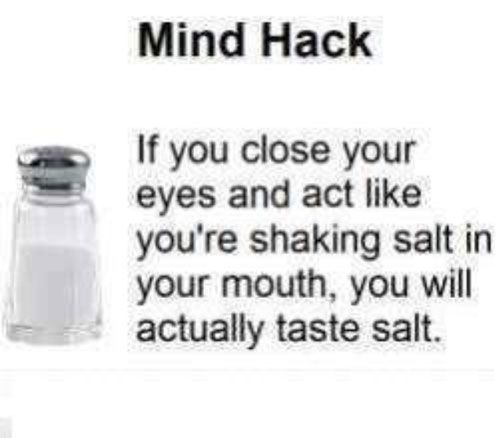 Mind Hack
If you close your
eyes and act like
you're shaking salt in
your mouth, you will
actually taste salt.